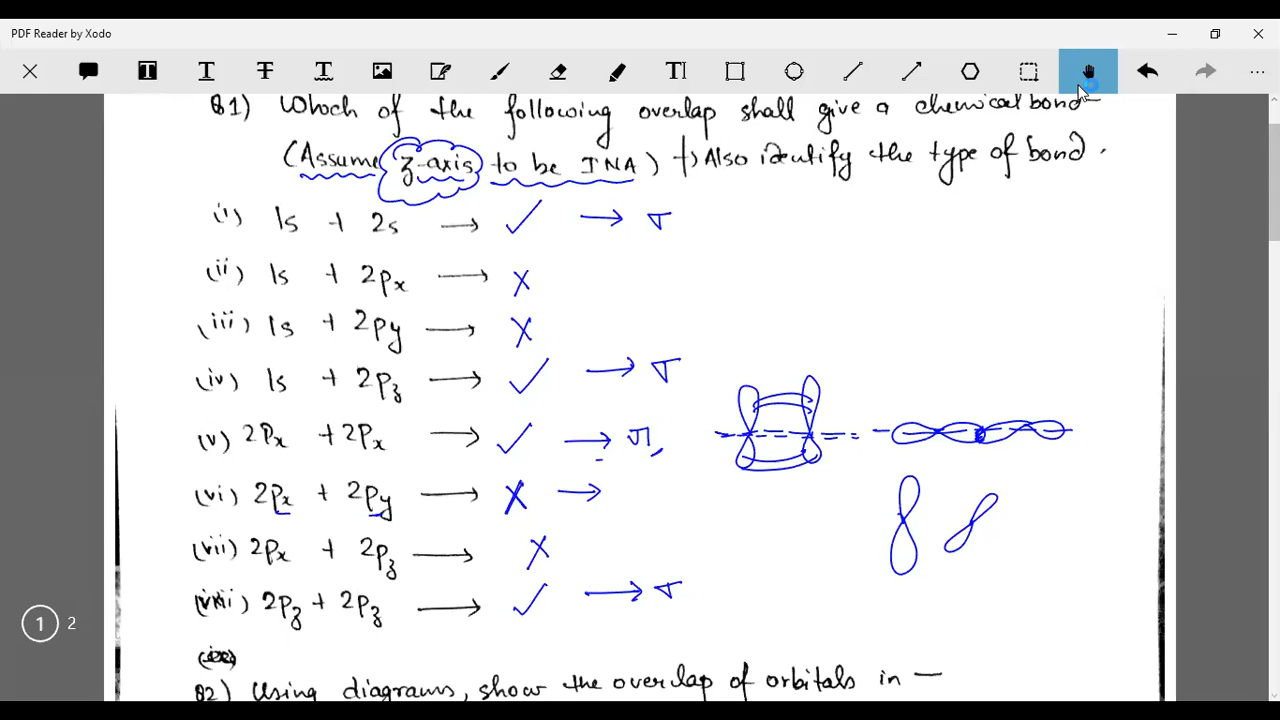 PDF Reader by Xodo
Q1) Which of the following overlap shall give a chemical bond
(Assume z-axis to be INA) Also identify the type of bond.
(i) 1s + 2s → ✓ → σ
(ii) 1s + 2px → x
(iii) 1s + 2py → x
(iv) 1s + 2pz → ✓ → σ
(v) 2px + 2px → ✓ → π,
(vi) 2px + 2py → x →
(vii) 2px + 2pz → x
(viii) 2pz + 2pz → ✓ → σ
1 2
Q2) Using diagrams, show the overlap of orbitals in —